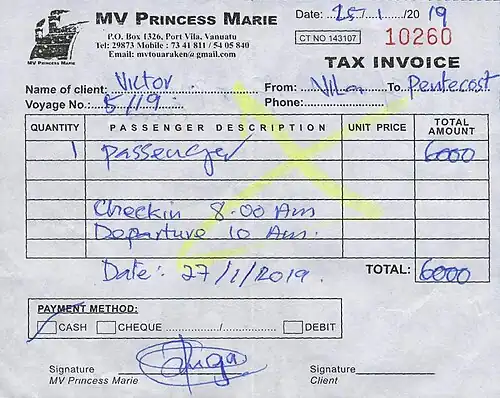 MV PRINCESS MARIE
P.O. Box 1326, Port Vila, Vanuatu
Tel: 29873 Mobile : 73 41 811 / 54 05 840
Email: mvtouaraken@gmail.com
MV PRINCESS MARIE
Date: 25/1/2019
CT NO 143107
10260
TAX INVOICE
Name of client: Victor
From: Vila To: Pentecost
Voyage No.: 5/19
Phone:
QUANTITY PASSENGER DESCRIPTION UNIT PRICE TOTAL AMOUNT
1 passenger 6000
Checkin 8.00 Am
Departure 10 Am.
Date: 27/1/2019.
TOTAL: 6000
PAYMENT METHOD:
CASH CHEQUE ............/............ DEBIT
Signature
MV Princess Marie
Signature
Client